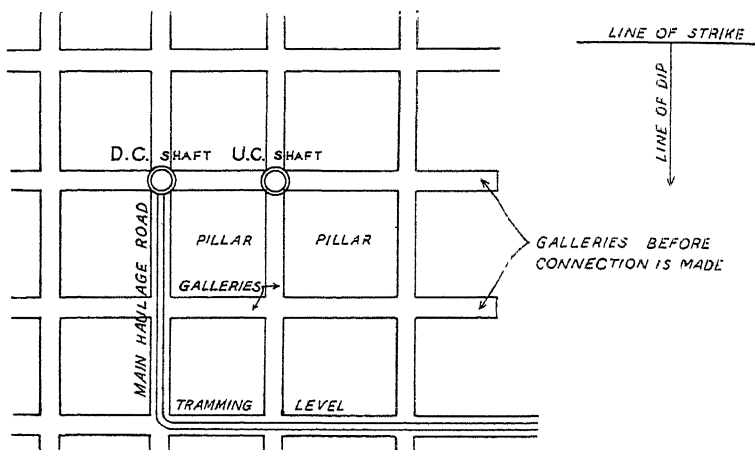 LINE OF STRIKE
LINE OF DIP
D.C. SHAFT
U.C. SHAFT
MAIN HAULAGE ROAD
PILLAR
PILLAR
GALLERIES
GALLERIES BEFORE
CONNECTION IS MADE
TRAMMING LEVEL